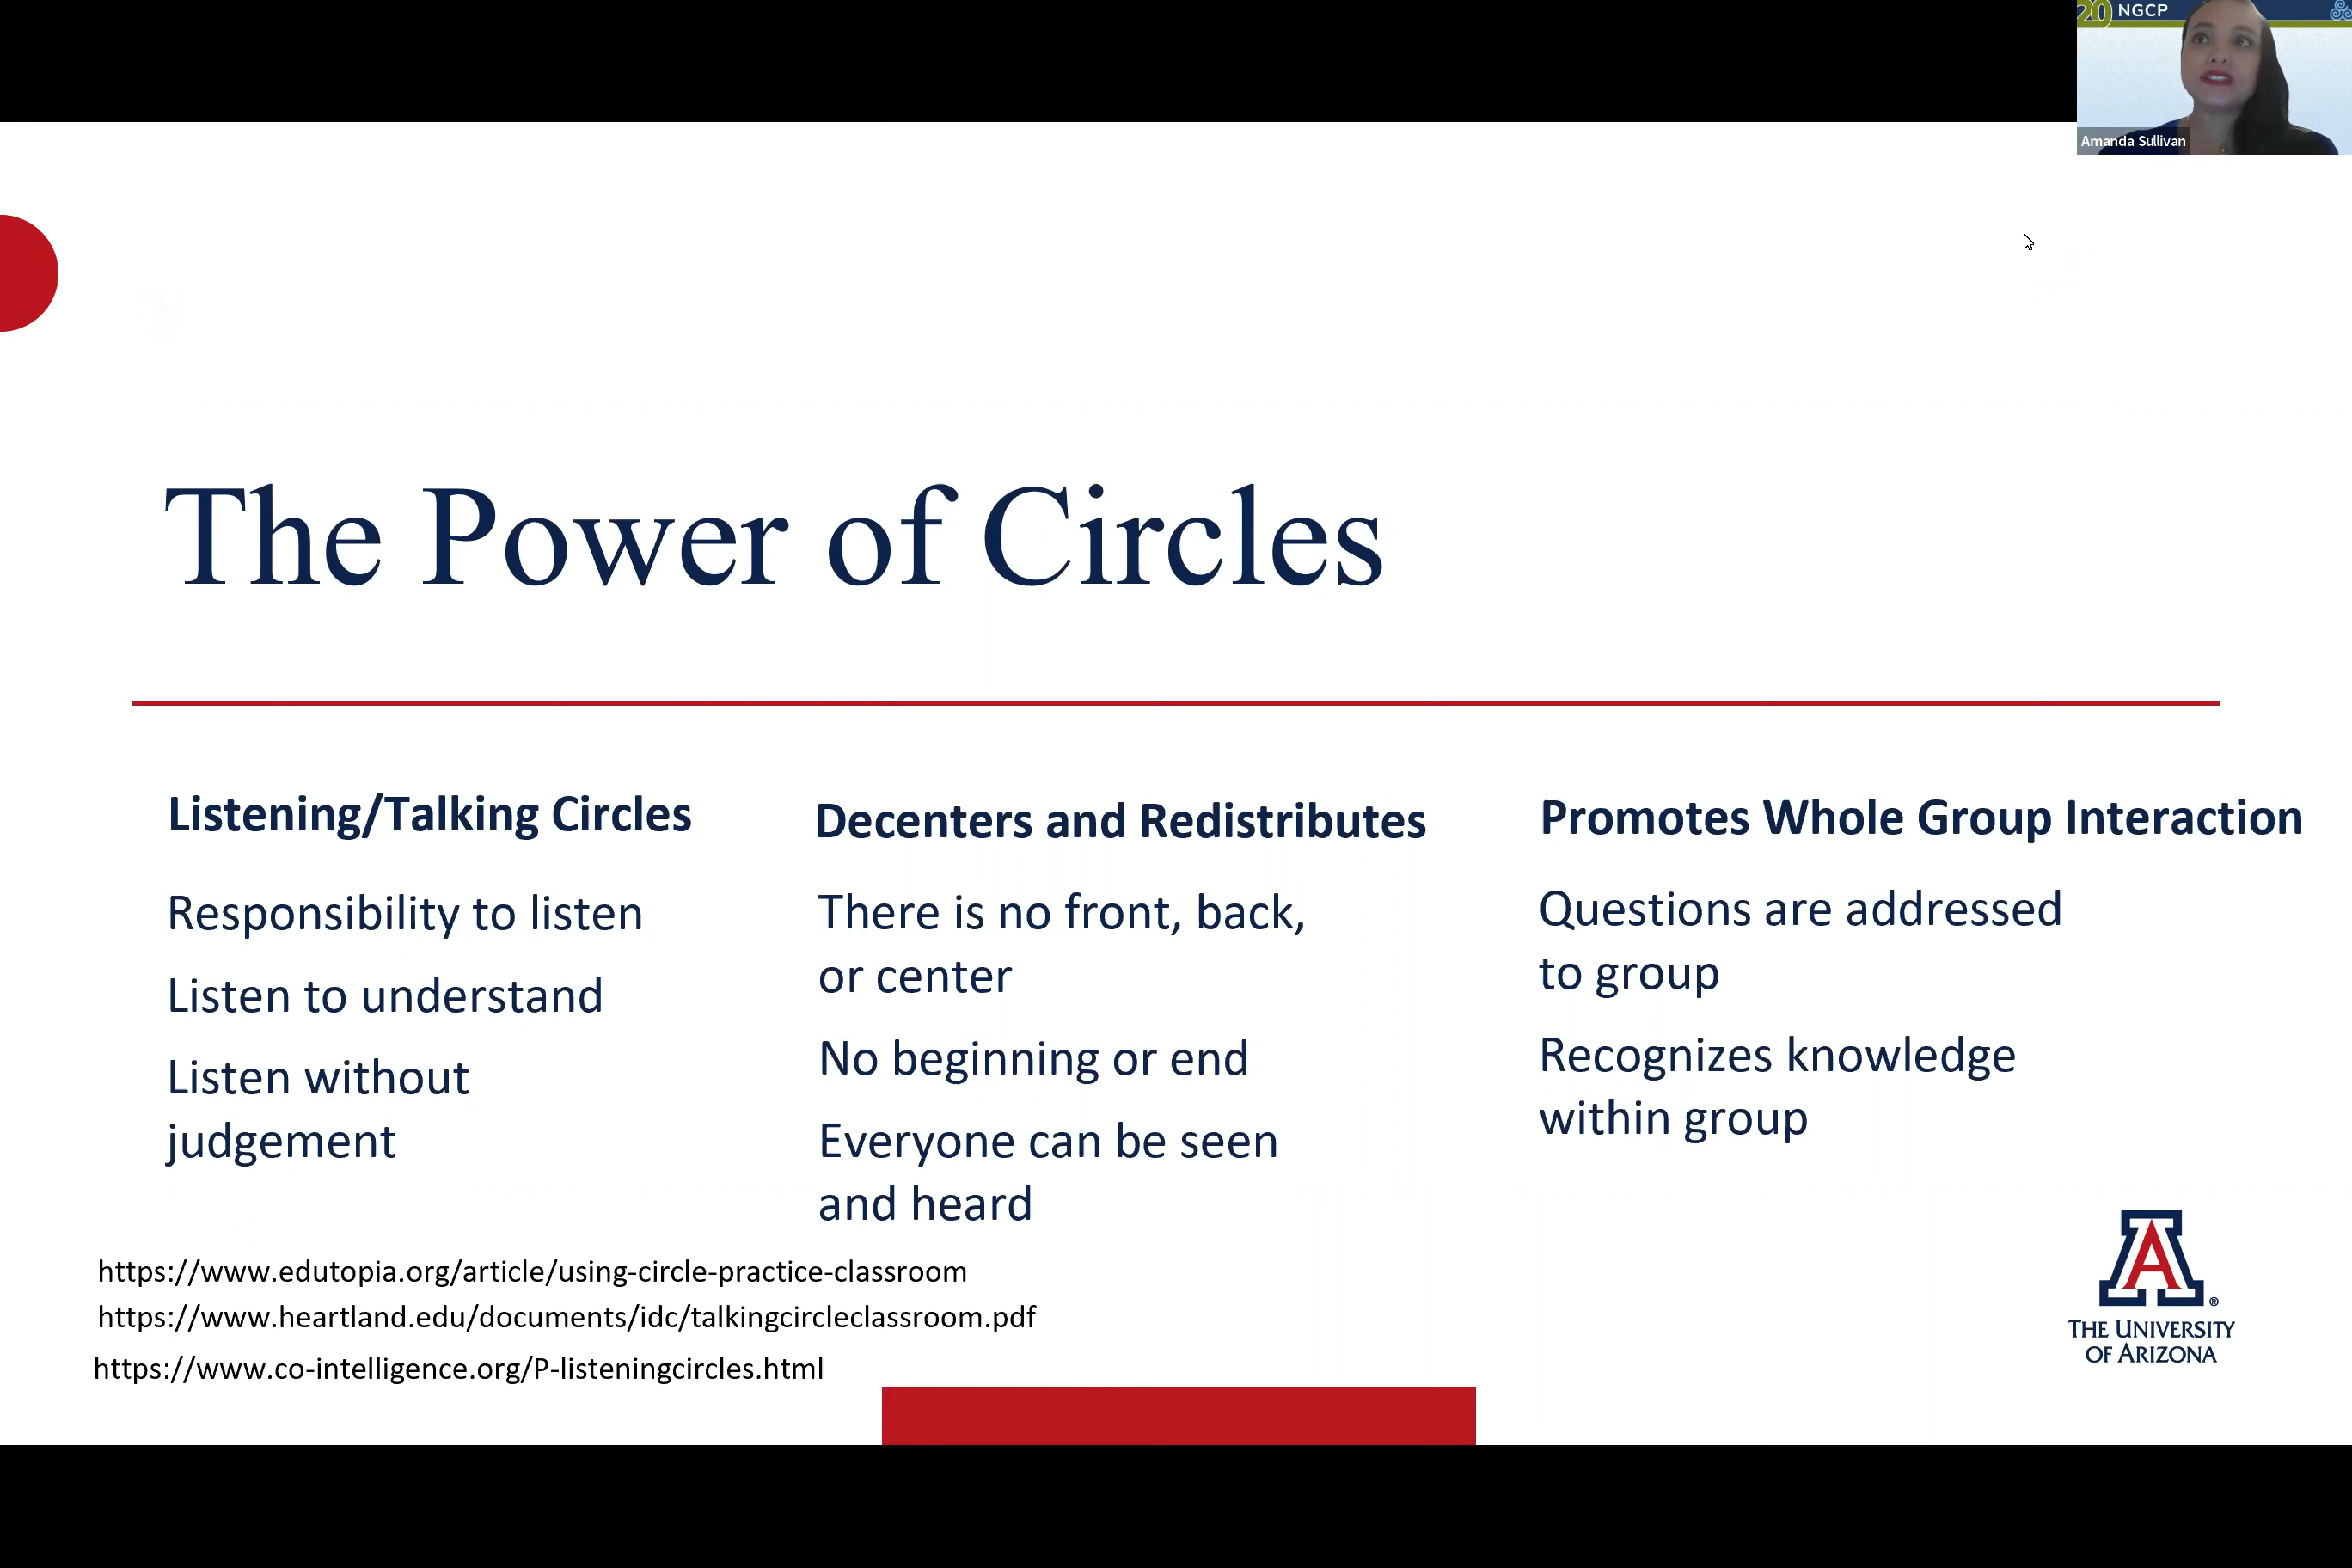 20 NGCP
Amanda Sullivan
The Power of Circles
Listening/Talking Circles
Responsibility to listen
Listen to understand
Listen without
judgement
Decenters and Redistributes
There is no front, back,
or center
No beginning or end
Everyone can be seen
and heard
Promotes Whole Group Interaction
Questions are addressed
to group
Recognizes knowledge
within group
https://www.edutopia.org/article/using-circle-practice-classroom
https://www.heartland.edu/documents/idc/talkingcircleclassroom.pdf
https://www.co-intelligence.org/P-listeningcircles.html
A®
THE UNIVERSITY
OF ARIZONA